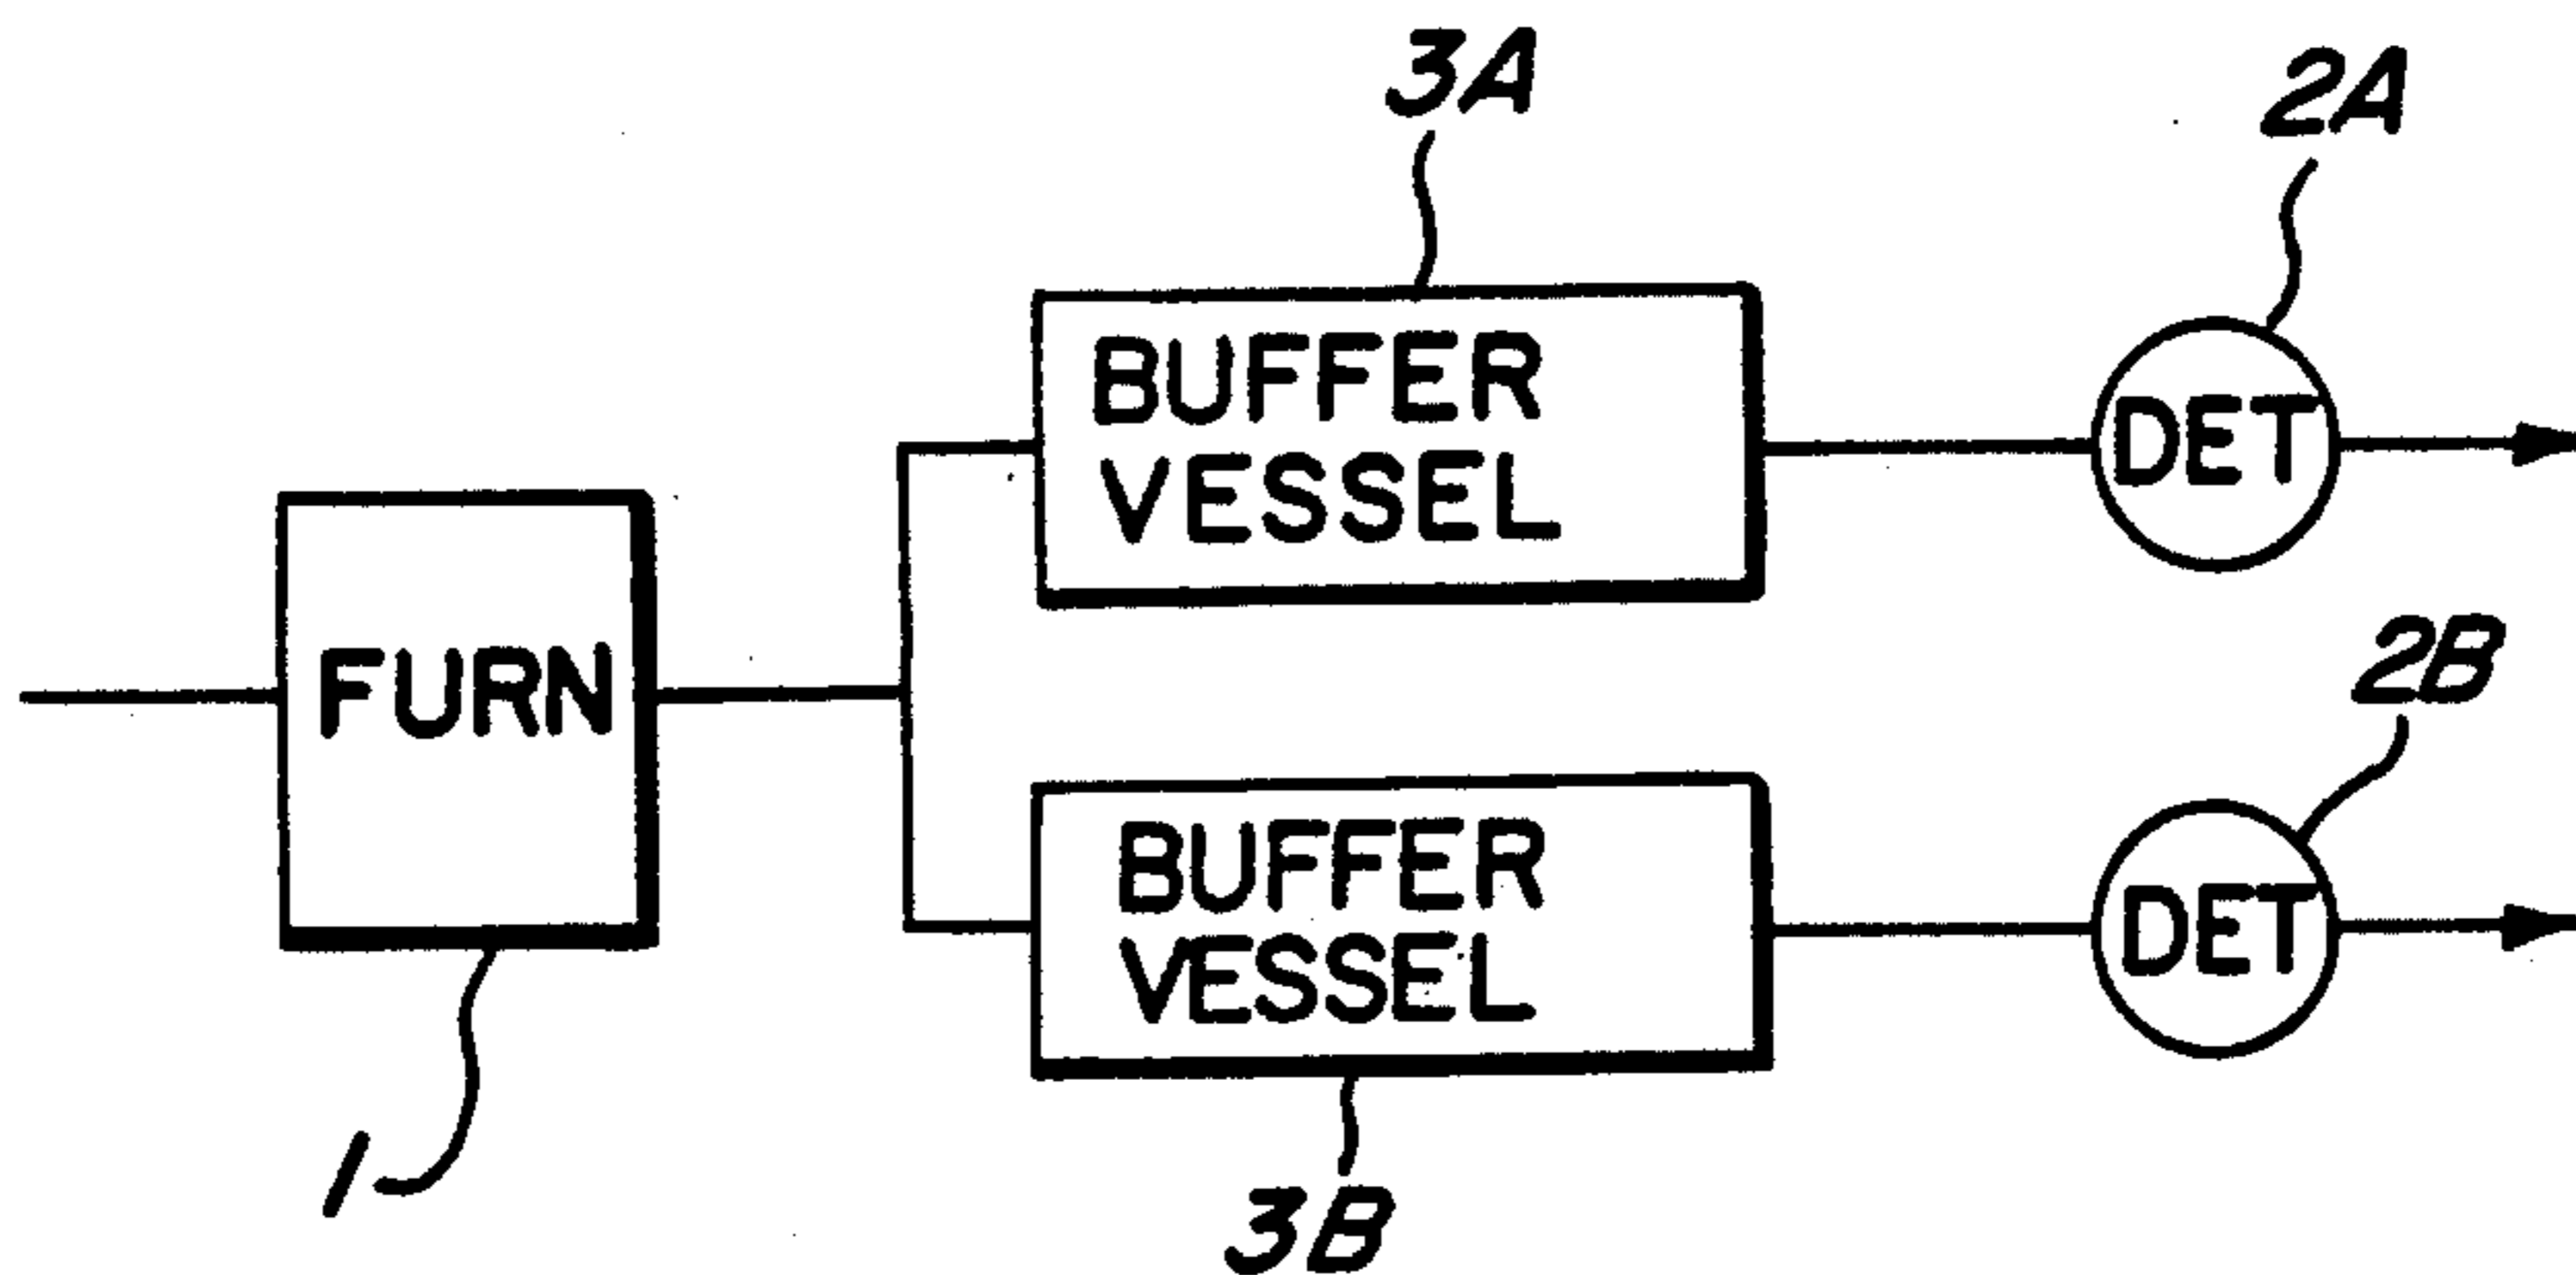 3A
2A
BUFFER
VESSEL
DET
FURN
2B
BUFFER
VESSEL
DET
1
3B